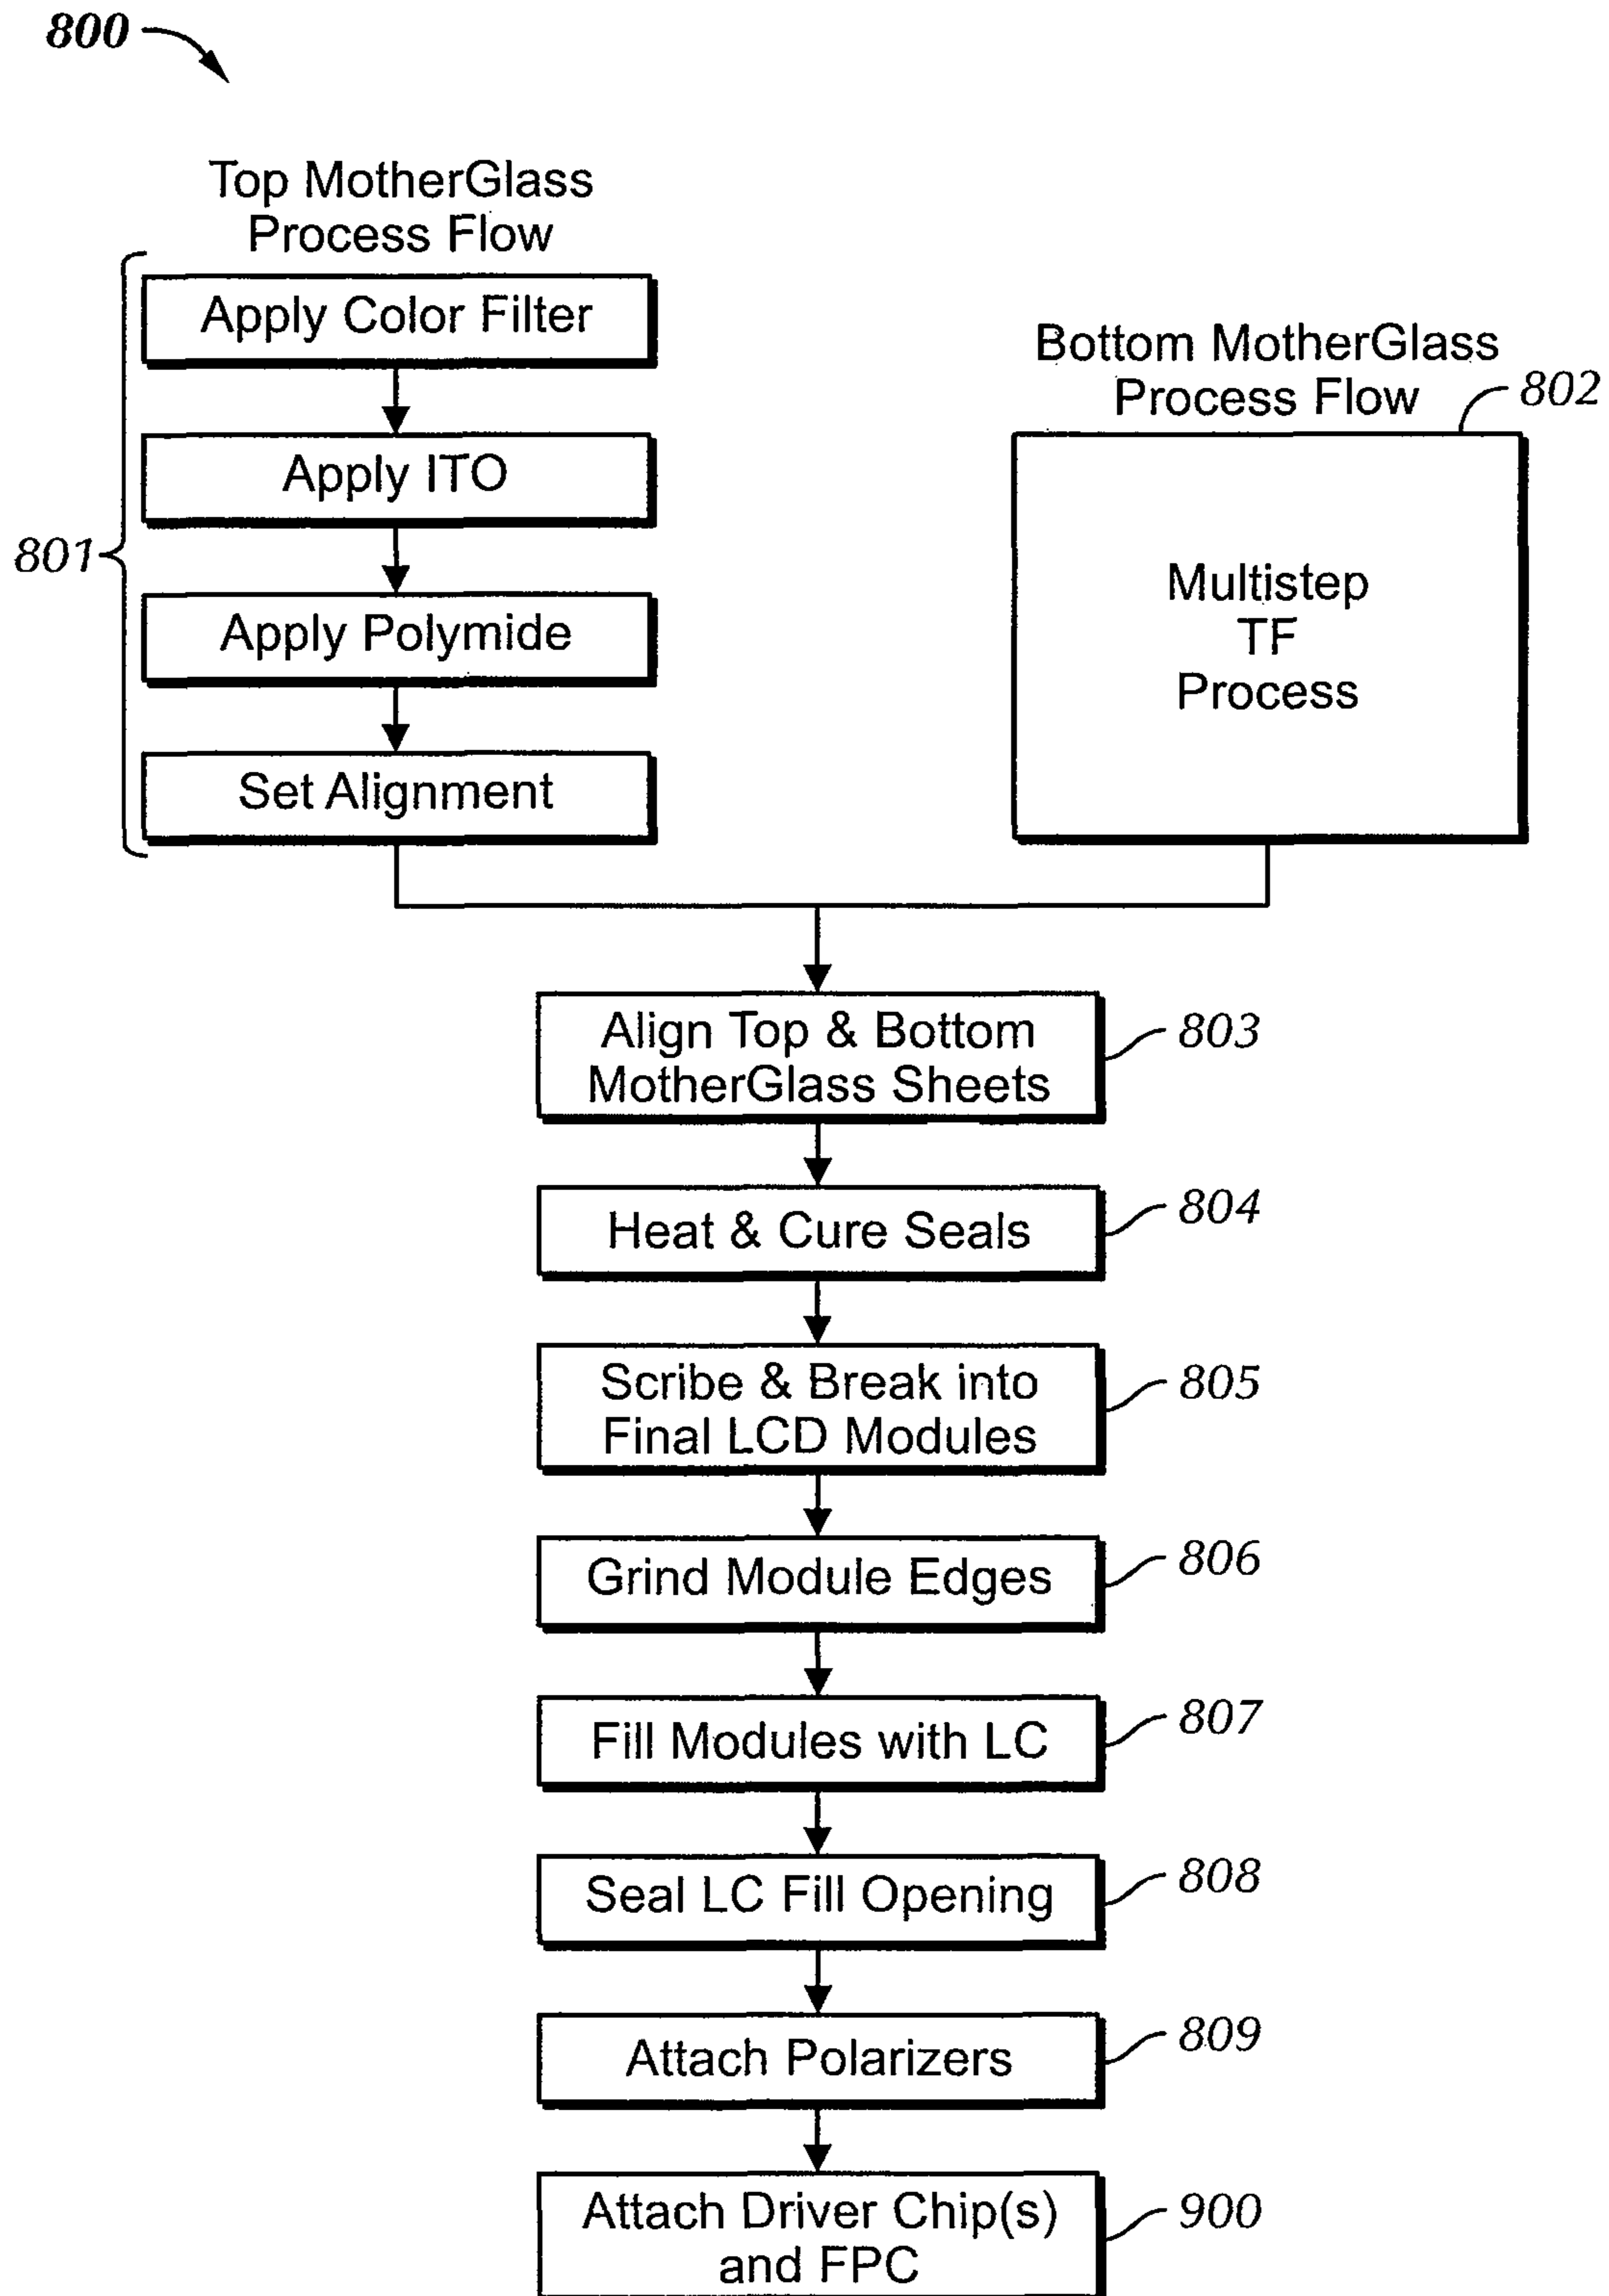 800
Top MotherGlass
Process Flow
Apply Color Filter
Apply ITO
801
Apply Polymide
Set Alignment
Bottom MotherGlass
Process Flow
802
Multistep
TF
Process
Align Top & Bottom
MotherGlass Sheets
803
Heat & Cure Seals
804
Scribe & Break into
Final LCD Modules
805
Grind Module Edges
806
Fill Modules with LC
807
Seal LC Fill Opening
808
Attach Polarizers
809
Attach Driver Chip(s)
and FPC
900